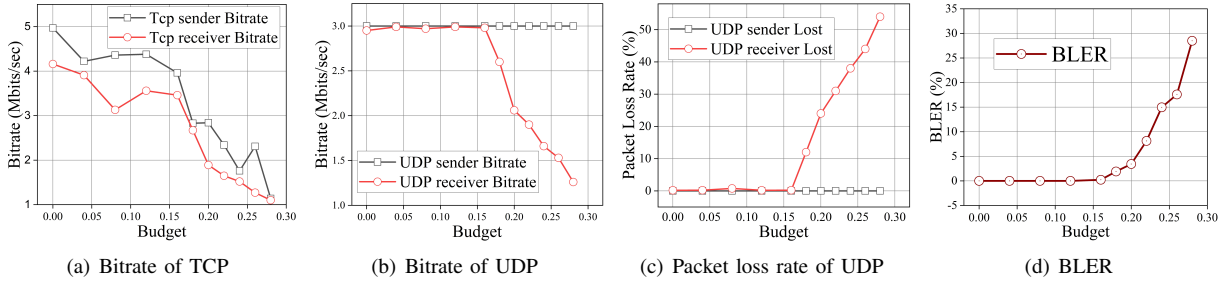 Tcp sender Bitrate
Tcp receiver Bitrate
Bitrate (Mbits/sec)
5
4
3
2
1
0.00 0.05 0.10 0.15 0.20 0.25 0.30
Budget
(a) Bitrate of TCP
UDP sender Bitrate
UDP receiver Bitrate
Bitrate (Mbits/sec)
3.0
2.5
2.0
1.5
1.0
0.00 0.05 0.10 0.15 0.20 0.25 0.30
Budget
(b) Bitrate of UDP
UDP sender Lost
UDP receiver Lost
Packet Loss Rate (%)
50
40
30
20
10
0
0.00 0.05 0.10 0.15 0.20 0.25 0.30
Budget
(c) Packet loss rate of UDP
BLER
BLER (%)
35
30
25
20
15
10
5
0
-5
0.00 0.05 0.10 0.15 0.20 0.25 0.30
Budget
(d) BLER